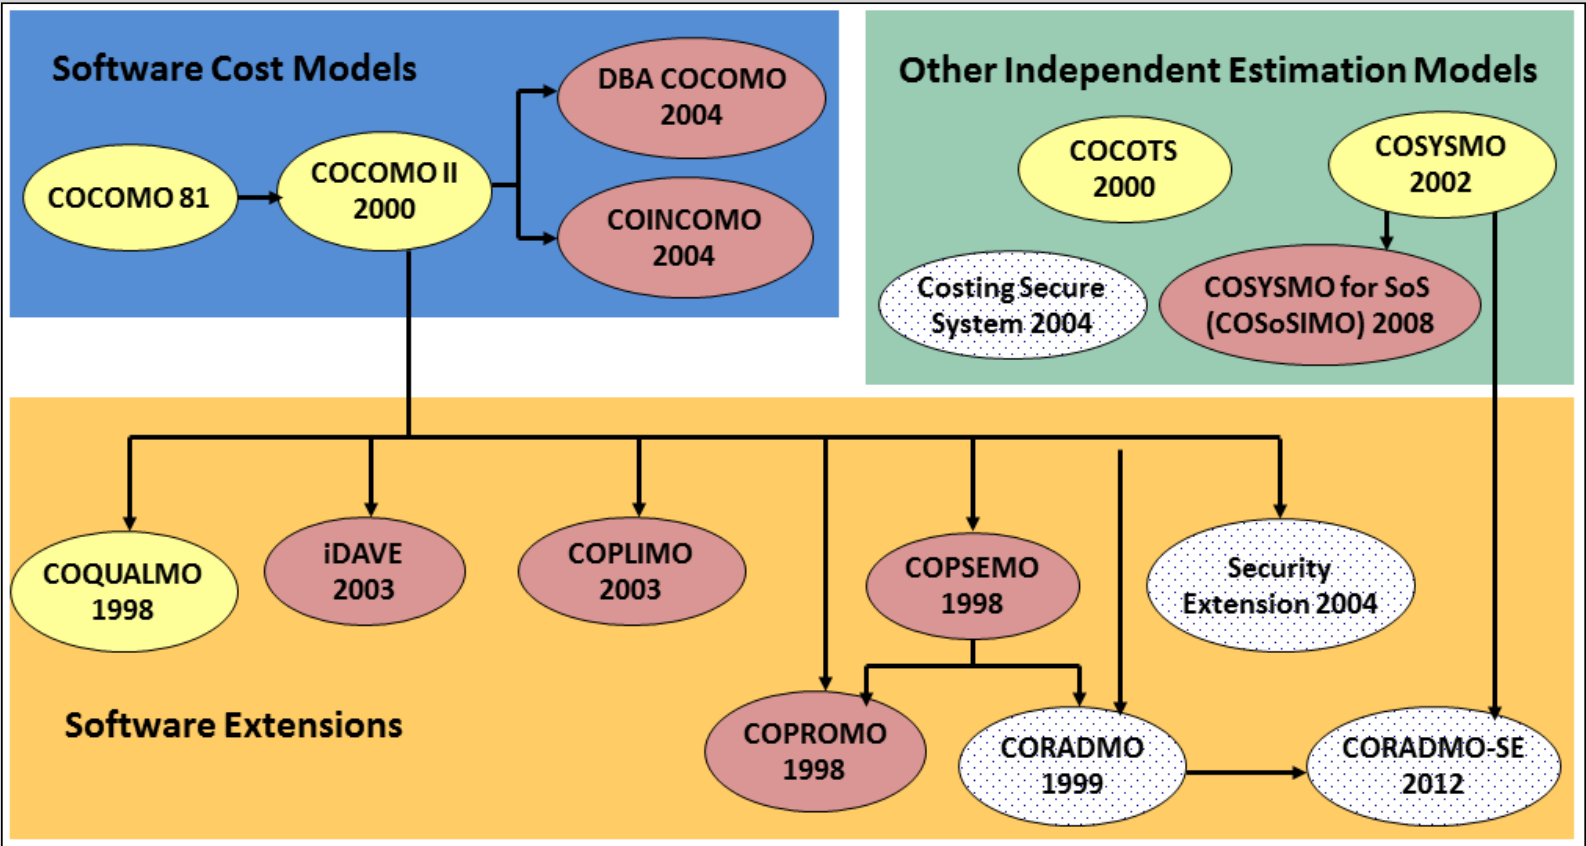 Software Cost Models
COCOMO 81
COCOMO II
2000
DBA COCOMO
2004
COINCOMO
2004
Other Independent Estimation Models
COCOTS
2000
COSYSMO
2002
Costing Secure
System 2004
COSYSMO for SoS
(COSoSIMO) 2008
COQUALMO
1998
iDAVE
2003
COPLIMO
2003
COPSEMO
1998
Security
Extension 2004
Software Extensions
COPROMO
1998
CORADMO
1999
CORADMO-SE
2012